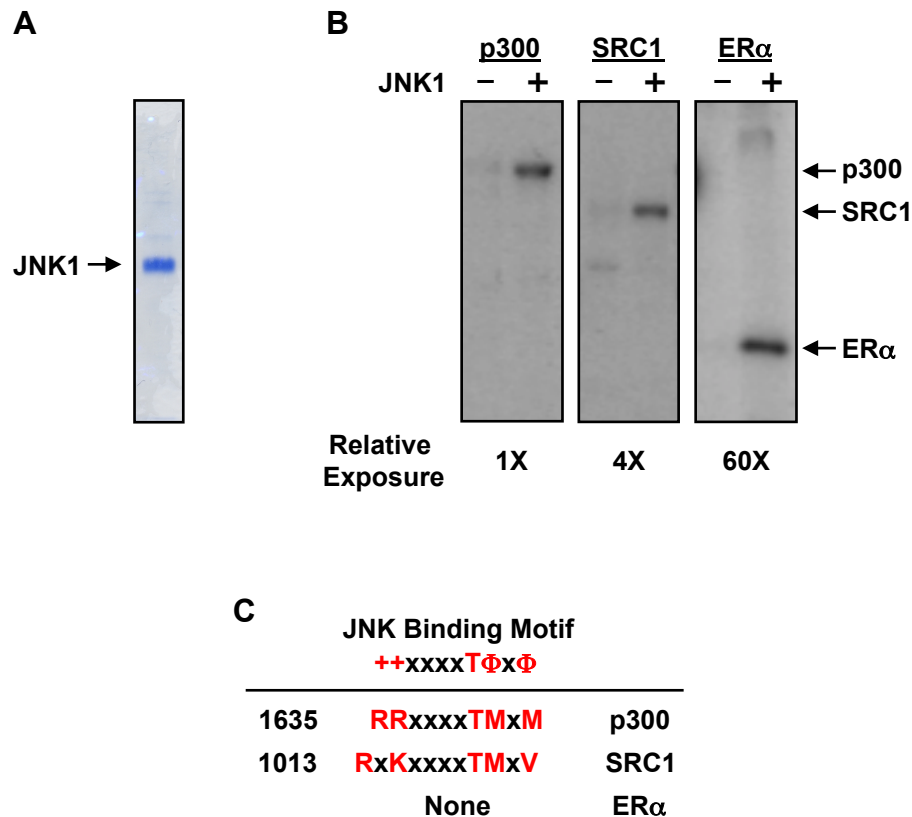 A
JNK1
B
p300 SRC1 ERα
JNK1 – + – + – +
p300
SRC1
ERα
Relative Exposure 1X 4X 60X
C
JNK Binding Motif
++xxxxTΦxΦ
1635 RRxxxxTMxM p300
1013 RxKxxxxTMxV SRC1
None ERα